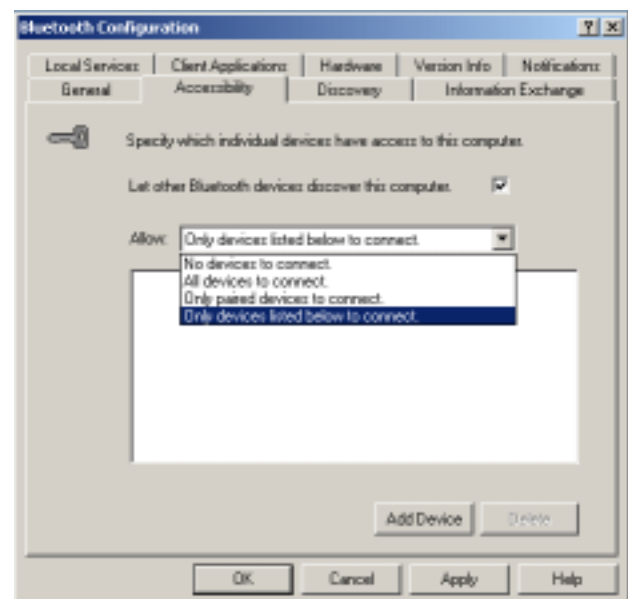 Bluetooth Configuration
Local Services Client Applications Hardware Version Info Notifications
General Accessibility Discovery Information Exchange
Specify which individual devices have access to this computer.
Let other Bluetooth devices discover this computer.
Allow: Only devices listed below to connect.
No devices to connect.
All devices to connect.
Only paired devices to connect.
Only devices listed below to connect.
Add Device Delete
OK Cancel Apply Help